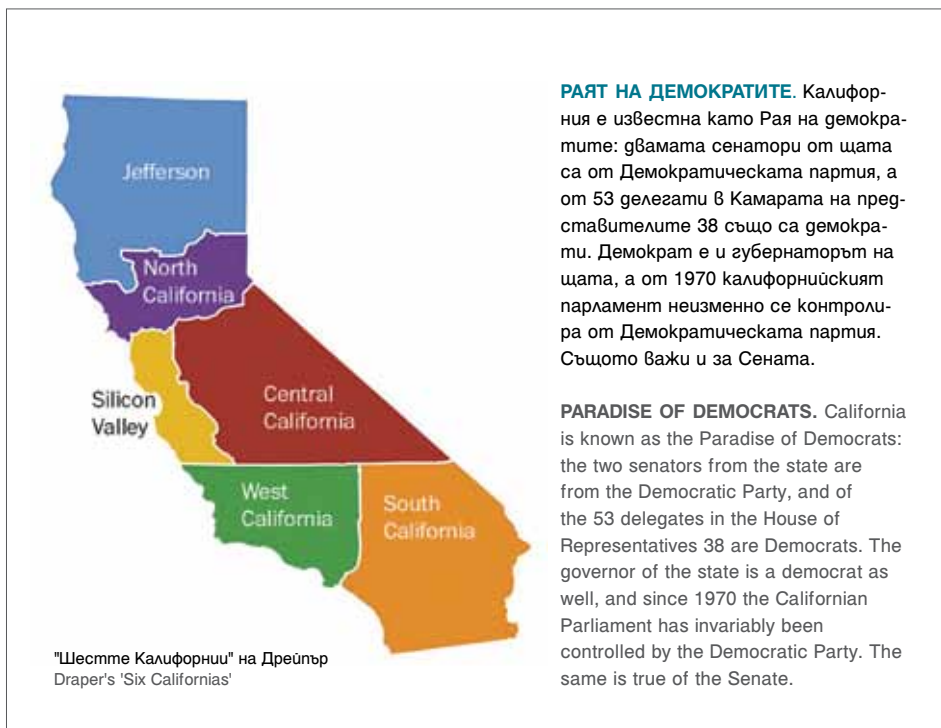 Jefferson
North
California
Silicon
Valley
Central
California
West
California
South
California
"Шестте Калифорнии" на Дрейпър
Draper's 'Six Californias'
РАЯТ НА ДЕМОКРАТИТЕ. Калифор-
ния е известна като Рая на демокра-
тите: двамата сенатори от щата
са от Демократическата партия, а
от 53 делегати в Камарата на пред-
ставителите 38 също са демокра-
ти. Демократ е и губернаторът на
щата, а от 1970 калифорнийският
парламент неизменно се контроли-
ра от Демократическата партия.
Същото важи и за Сената.
PARADISE OF DEMOCRATS. California
is known as the Paradise of Democrats:
the two senators from the state are
from the Democratic Party, and of
the 53 delegates in the House of
Representatives 38 are Democrats. The
governor of the state is a democrat as
well, and since 1970 the Californian
Parliament has invariably been
controlled by the Democratic Party. The
same is true of the Senate.